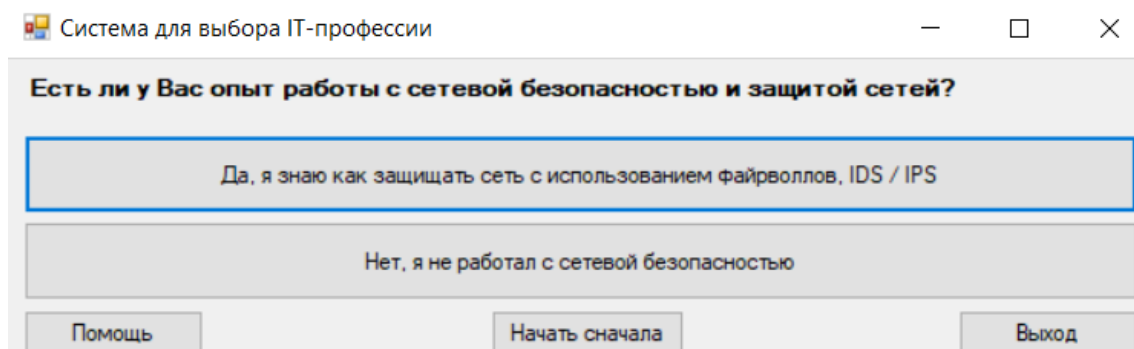 Система для выбора IT-профессии
Есть ли у Вас опыт работы с сетевой безопасностью и защитой сетей?
Да, я знаю как защищать сеть с использованием файрволлов, IDS / IPS
Нет, я не работал с сетевой безопасностью
Помощь
Начать сначала
Выход